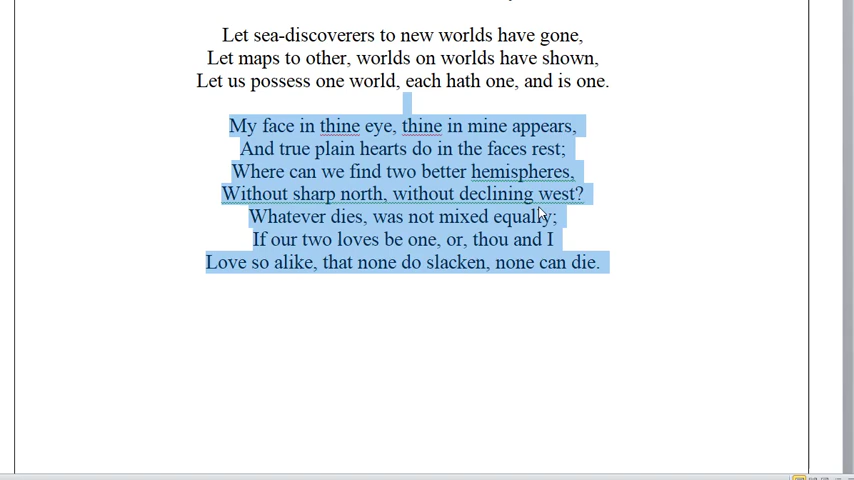 Let sea-discoverers to new worlds have gone,
Let maps to other, worlds on worlds have shown,
Let us possess one world, each hath one, and is one.
My face in thine eye, thine in mine appears,
And true plain hearts do in the faces rest;
Where can we find two better hemispheres,
Without sharp north, without declining west?
Whatever dies, was not mixed equally;
If our two loves be one, or, thou and I
Love so alike, that none do slacken, none can die.